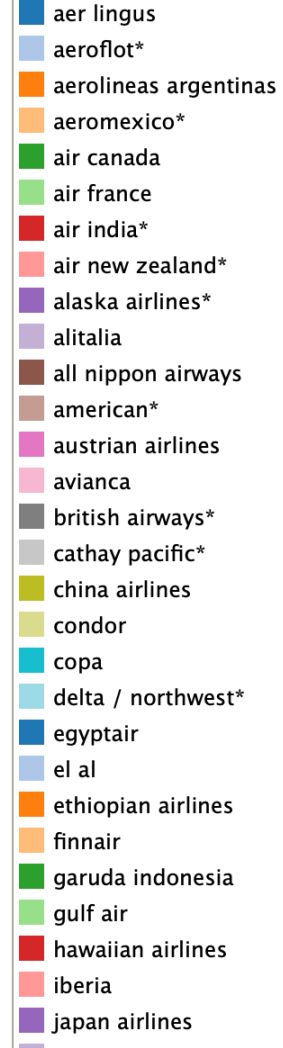 aer lingus
aeroflot*
aerolineas argentinas
aeromexico*
air canada
air france
air india*
air new zealand*
alaska airlines*
alitalia
all nippon airways
american*
austrian airlines
avianca
british airways*
cathay pacific*
china airlines
condor
copa
delta / northwest*
egyptair
el al
ethiopian airlines
finnair
garuda indonesia
gulf air
hawaiian airlines
iberia
japan airlines